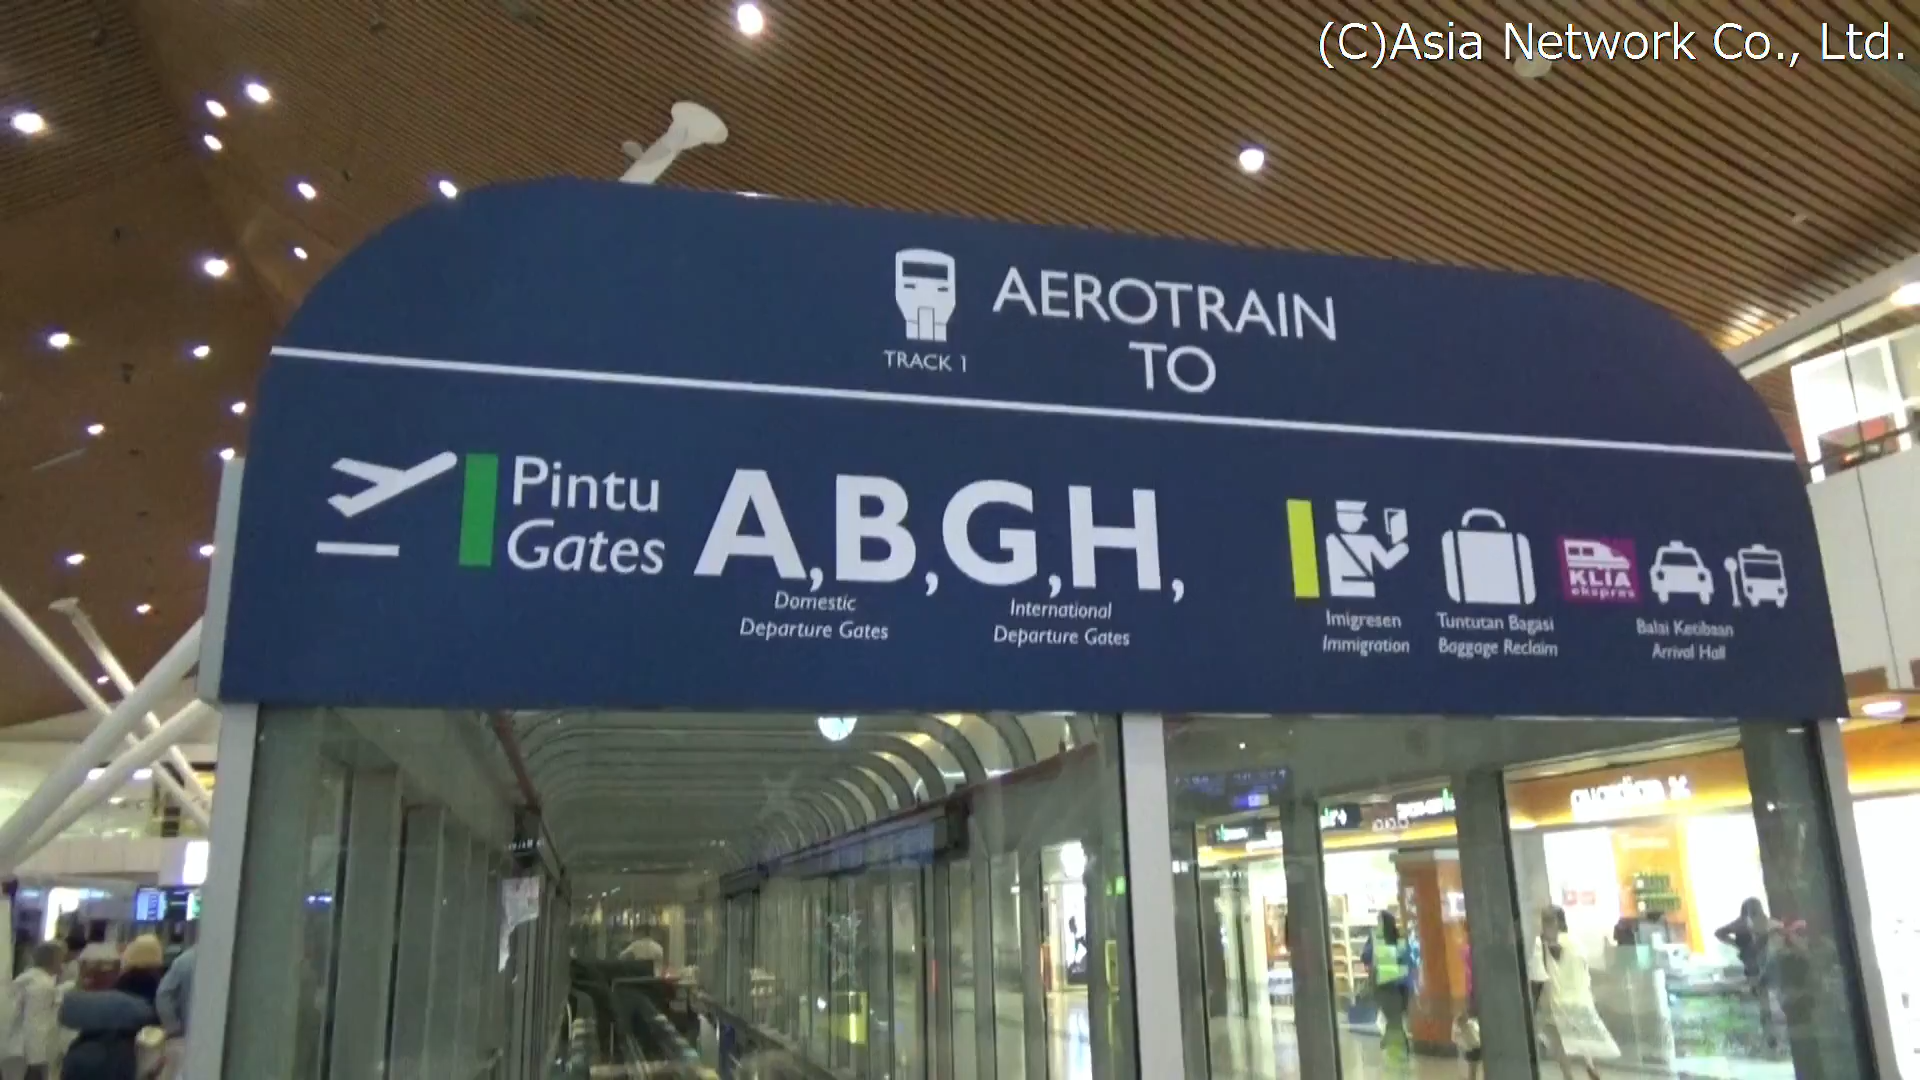 (C)Asia Network Co., Ltd.
AEROTRAIN
TO
TRACK 1
Pintu
Gates
A,B,G,H,
Domestic
Departure Gates
International
Departure Gates
Imigresen
Immigration
Tuntutan Bagasi
Baggage Reclaim
KLIA
ekspres
Balai Ketibaan
Arrival Hall
guardian